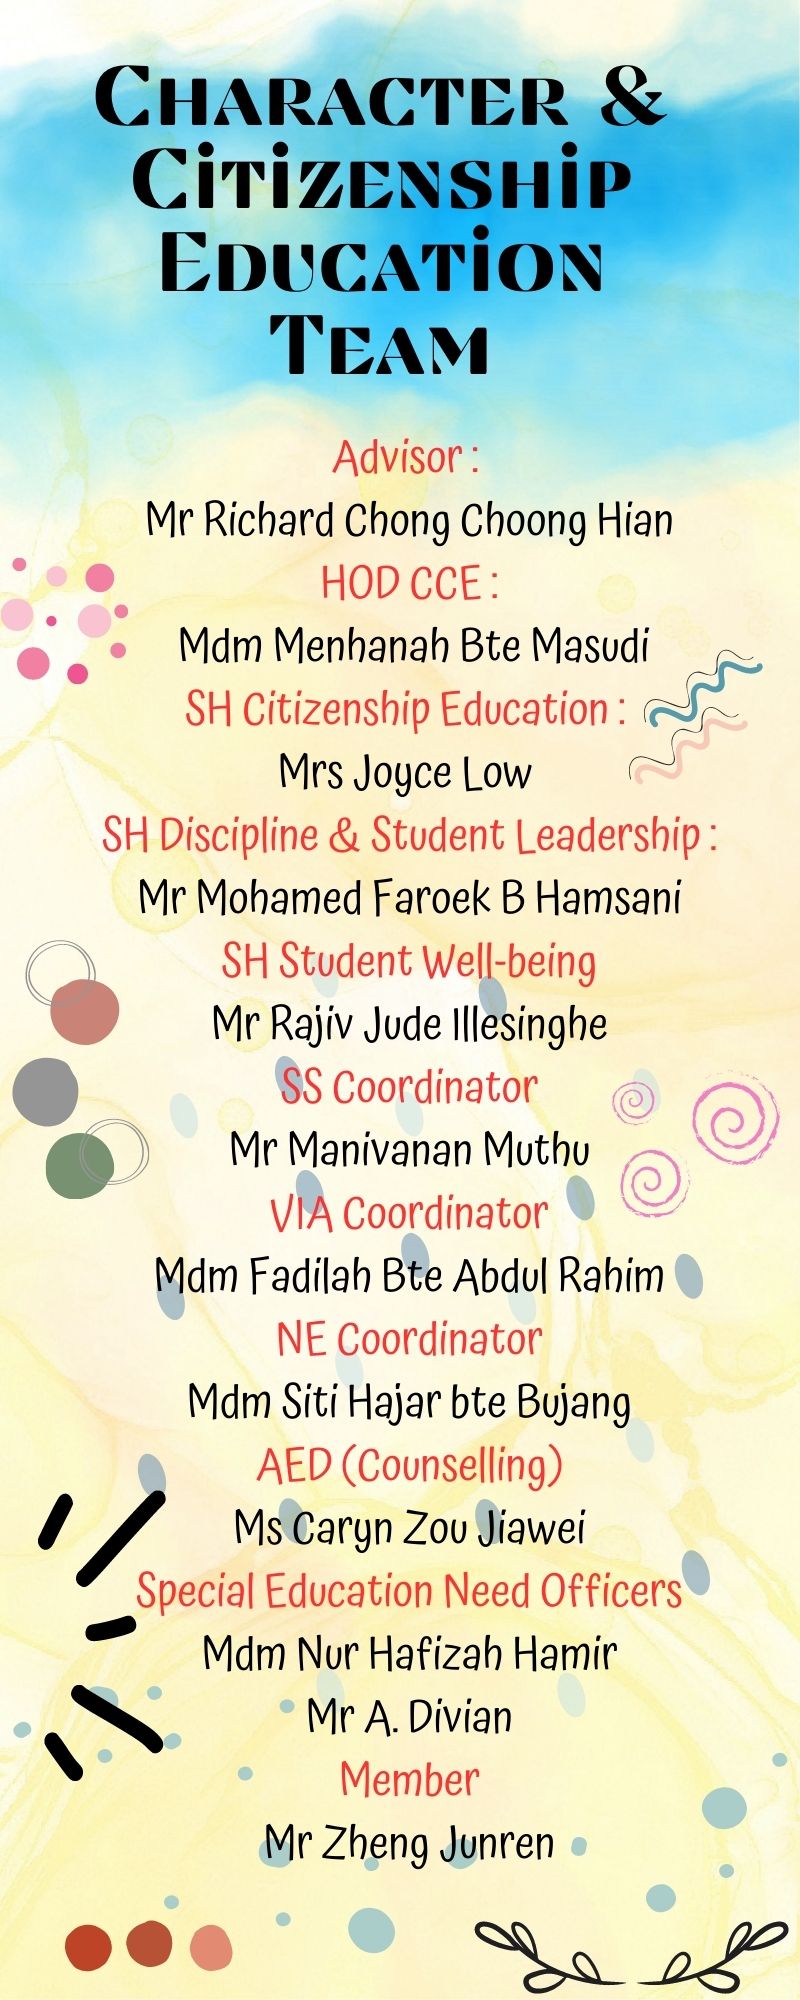 Character &
Citizenship
Education
Team
Advisor :
Mr Richard Chong Choong Hian
HOD CCE :
Mdm Menhanah Bte Masudi
SH Citizenship Education :
Mrs Joyce Low
SH Discipline & Student Leadership :
Mr Mohamed Faroek B Hamsani
SH Student Well-being
Mr Rajiv Jude Illesinghe
SS Coordinator
Mr Manivanan Muthu
VIA Coordinator
Mdm Fadilah Bte Abdul Rahim
NE Coordinator
Mdm Siti Hajar bte Bujang
AED (Counselling)
Ms Caryn Zou Jiawei
Special Education Need Officers
Mdm Nur Hafizah Hamir
Mr A. Divian
Member
Mr Zheng Junren